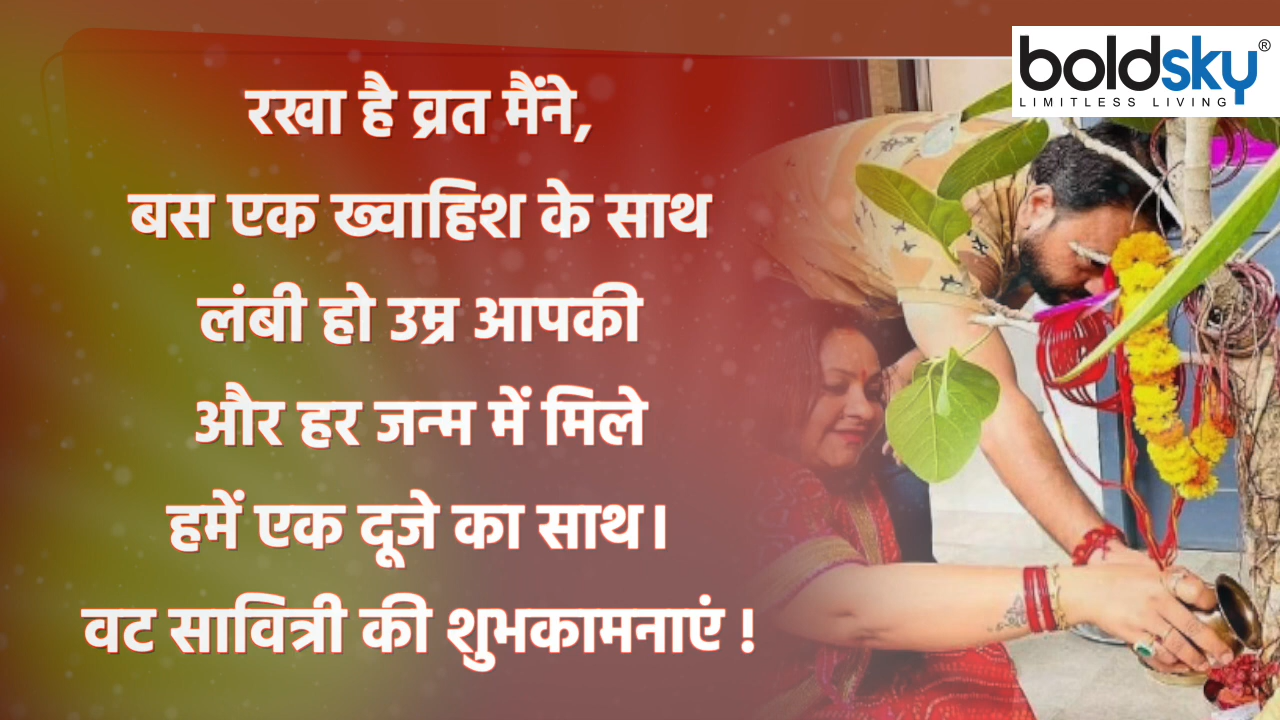 रखा है व्रत मैंने,
बस एक ख्वाहिश के साथ
लंबी हो उम्र आपकी
और हर जन्म में मिले
हमें एक दूजे का साथ।
वट सावित्री की शुभकामनाएं !
boldsky®
LIMITLESS LIVING